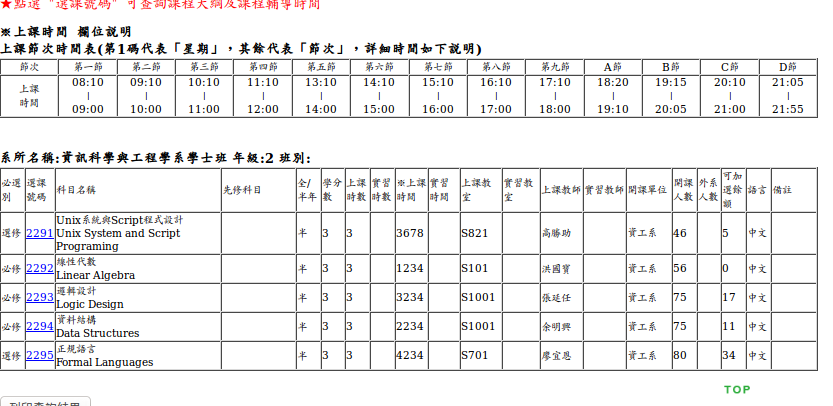 ★點選 "選課號碼" 可查詢課程大綱及課程輔導時間
※上課時間 欄位說明
上課節次時間表(第1碼代表「星期」，其餘代表「節次」，詳細時間如下說明)
節次 第一節 第二節 第三節 第四節 第五節 第六節 第七節 第八節 第九節 A節 B節 C節 D節
上課時間 08:10 | 09:00 09:10 | 10:00 10:10 | 11:00 11:10 | 12:00 13:10 | 14:00 14:10 | 15:00 15:10 | 16:00 16:10 | 17:00 17:10 | 18:00 18:20 | 19:10 19:15 | 20:05 20:10 | 21:00 21:05 | 21:55
系所名稱:資訊科學與工程學系學士班 年級:2 班別:
必選別 選課號碼 科目名稱 先修科目 全/半年 學分數 上課時數 實習時數 ※上課時間 實習時間 上課教室 實習教室 上課教師 實習教師 開課單位 開課人數 外系人數 可加選餘額 語言 備註
選修 2291 Unix系統與Script程式設計 Unix System and Script Programing 半 3 3 3678 S821 高勝助 資工系 46 5 中文
必修 2292 線性代數 Linear Algebra 半 3 3 1234 S101 洪國寶 資工系 56 0 中文
必修 2293 邏輯設計 Logic Design 半 3 3 3234 S1001 張延任 資工系 75 17 中文
必修 2294 資料結構 Data Structures 半 3 3 2234 S1001 余明興 資工系 75 11 中文
選修 2295 正規語言 Formal Languages 半 3 3 4234 S701 廖宜恩 資工系 80 34 中文
TOP
列印查詢結果